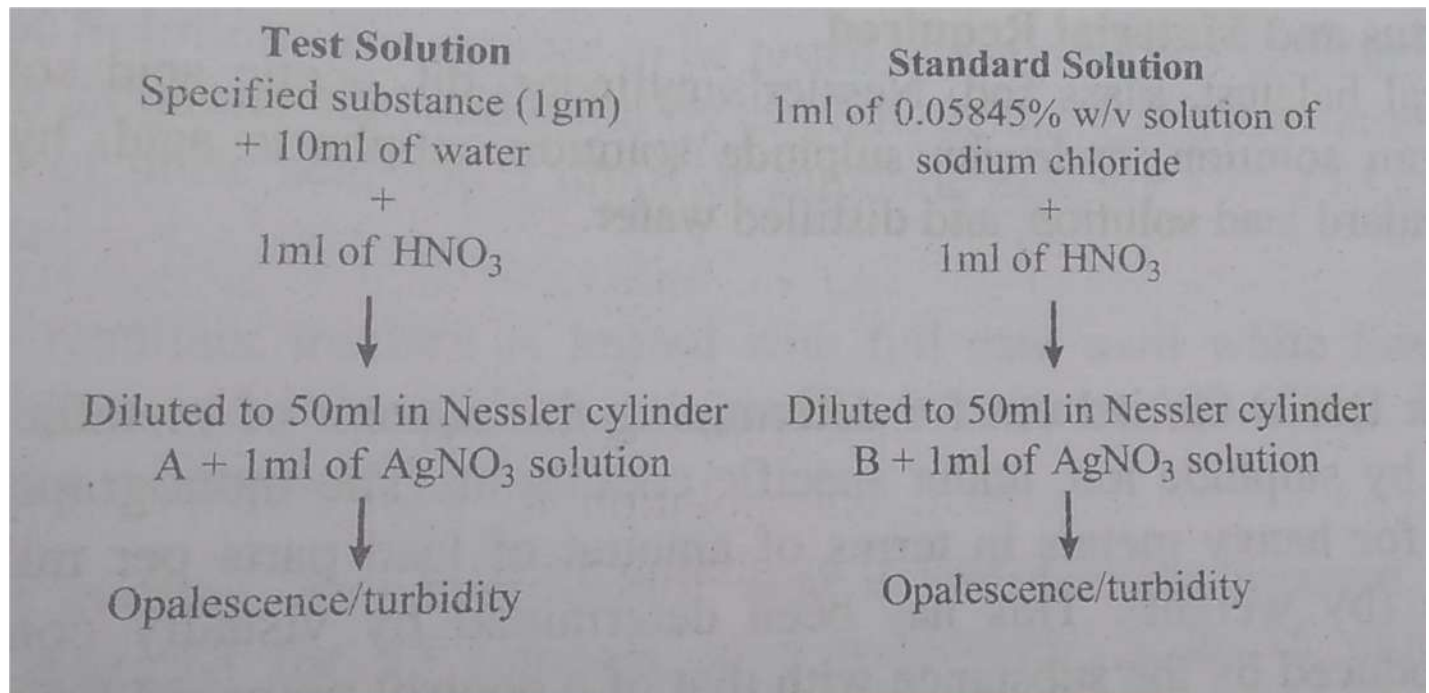 Test Solution
Specified substance (1gm)
+ 10ml of water
+
1ml of HNO₃
Diluted to 50ml in Nessler cylinder
A + 1ml of AgNO₃ solution
Opalescence/turbidity
Standard Solution
1ml of 0.05845% w/v solution of
sodium chloride
+
1ml of HNO₃
Diluted to 50ml in Nessler cylinder
B + 1ml of AgNO₃ solution
Opalescence/turbidity